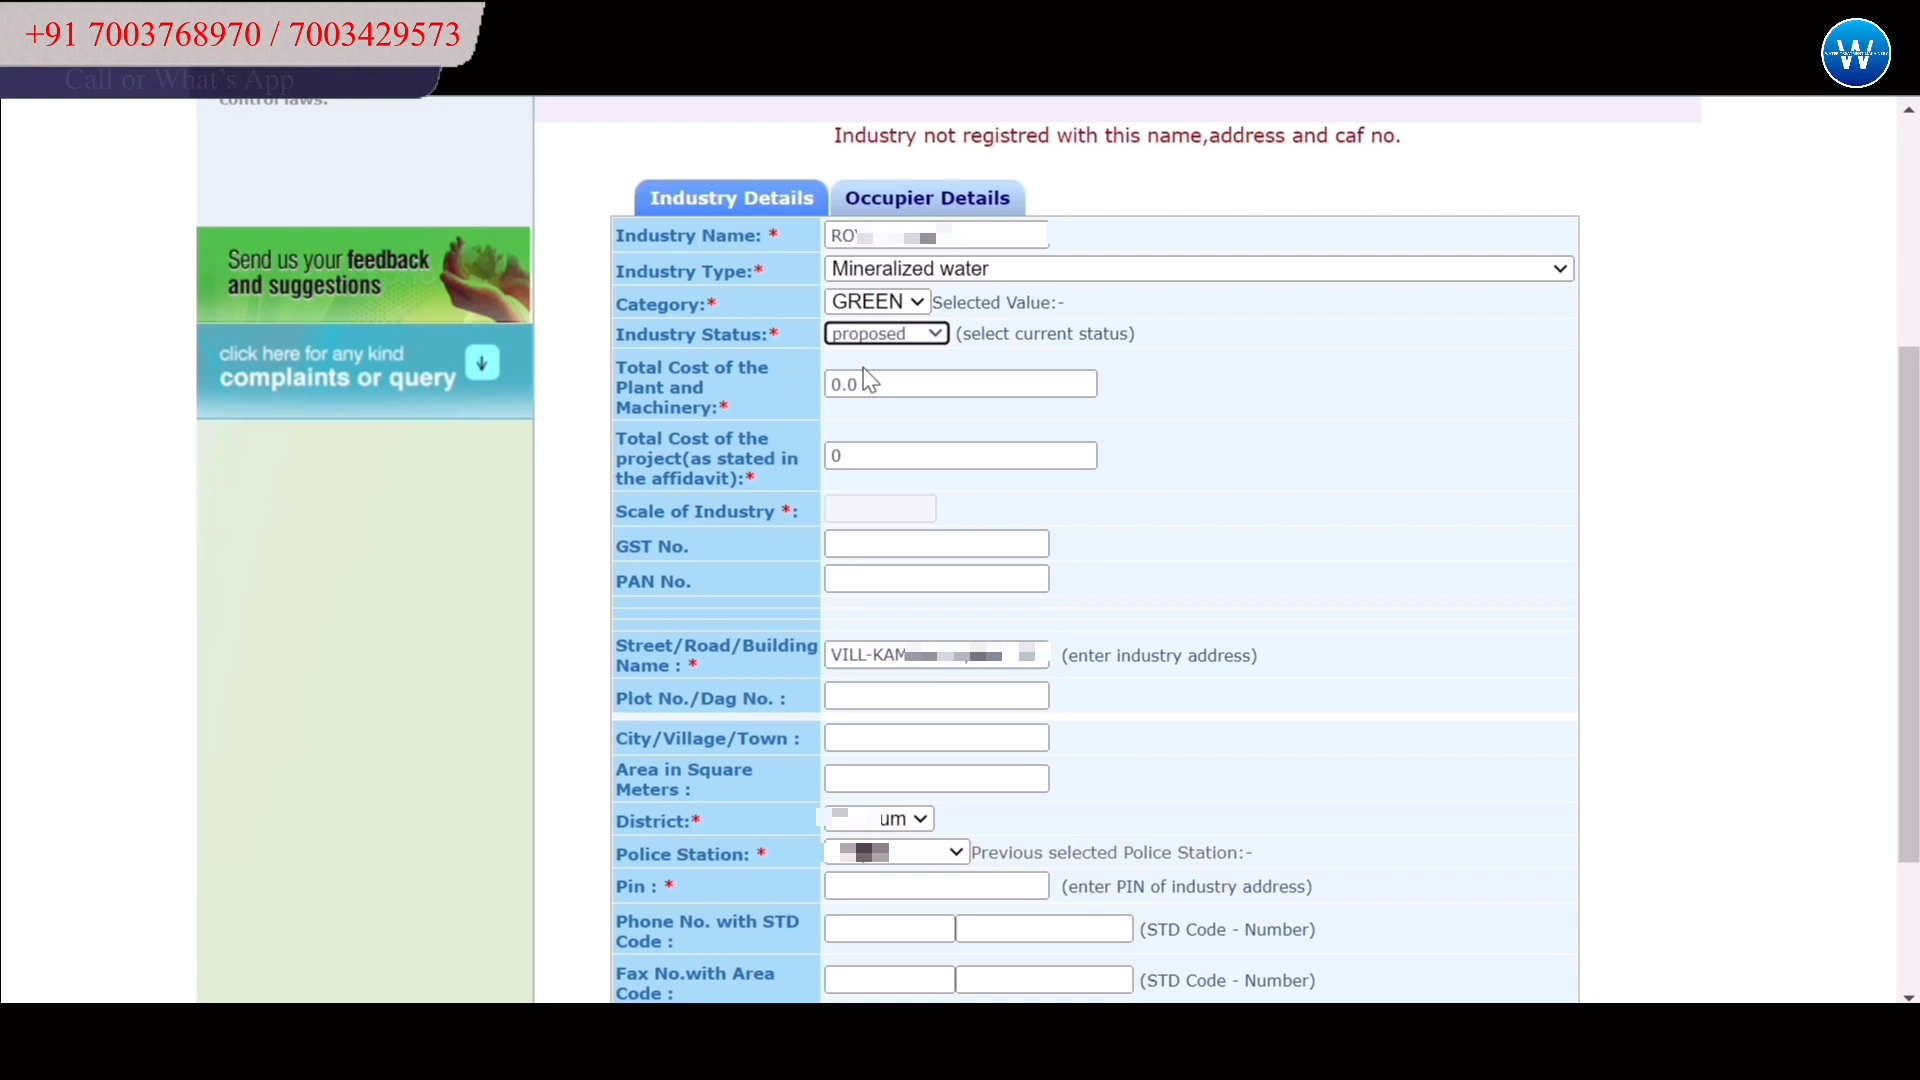 +91 7003768970 / 7003429573
Call or What's App
W
control laws.
Industry not registred with this name,address and caf no.
Industry Details
Occupier Details
Industry Name: *
Industry Type:* Mineralized water
Category:* GREEN Selected Value:-
Industry Status:* proposed (select current status)
Total Cost of the
Plant and
Machinery:*
0.0
Total Cost of the
project(as stated in
the affidavit):*
0
Scale of Industry *:
GST No.
PAN No.
Street/Road/Building
Name : *
(enter industry address)
Plot No./Dag No. :
City/Village/Town :
Area in Square
Meters :
District:*
Police Station: * Previous selected Police Station:-
Pin : * (enter PIN of industry address)
Phone No. with STD
Code :
(STD Code - Number)
Fax No.with Area
Code :
(STD Code - Number)
Send us your feedback
and suggestions
click here for any kind
complaints or query